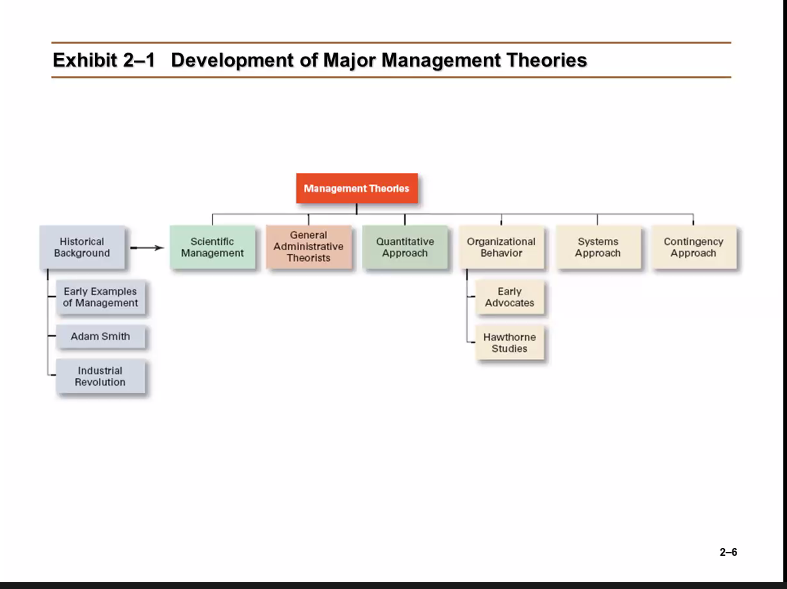 Exhibit 2–1 Development of Major Management Theories
Management Theories
Historical
Background
Scientific
Management
General
Administrative
Theorists
Quantitative
Approach
Organizational
Behavior
Systems
Approach
Contingency
Approach
Early Examples
of Management
Adam Smith
Industrial
Revolution
Early
Advocates
Hawthorne
Studies
2–6